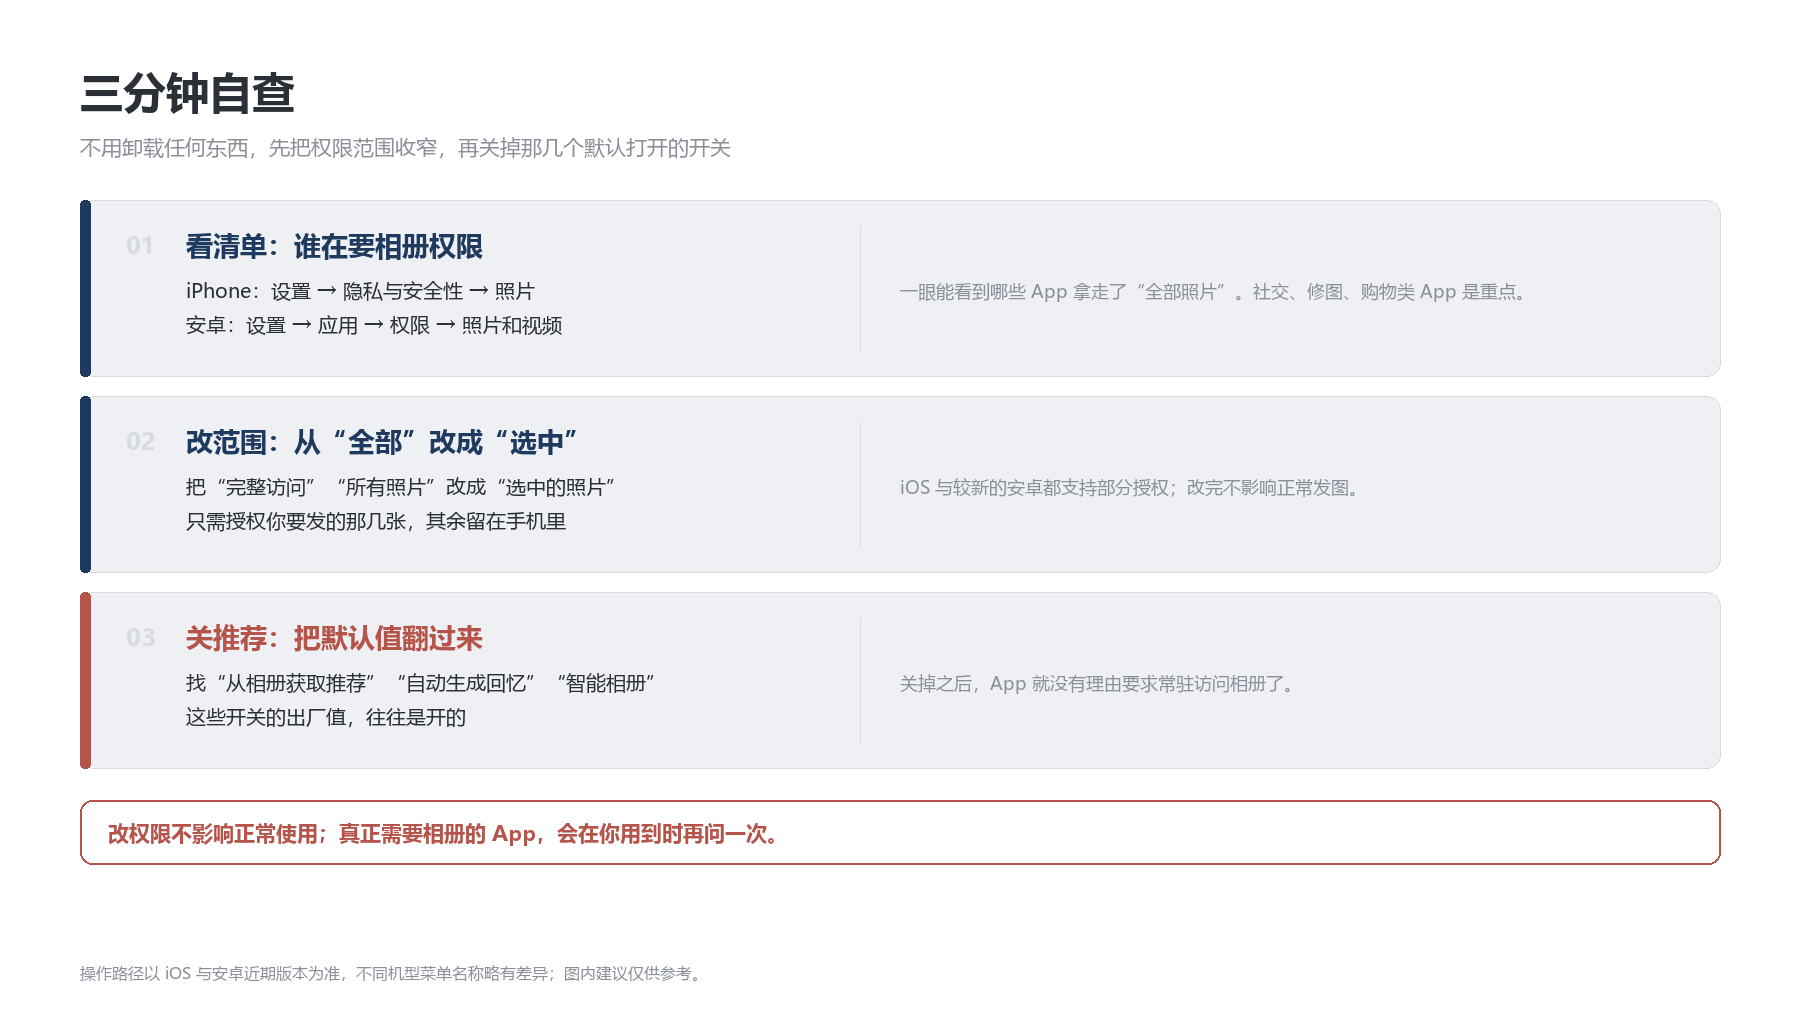 三分钟自查
不用卸载任何东西，先把权限范围收窄，再关掉那几个默认打开的开关
01
看清单：谁在要相册权限
iPhone：设置 → 隐私与安全性 → 照片
安卓：设置 → 应用 → 权限 → 照片和视频
一眼能看到哪些 App 拿走了“全部照片”。社交、修图、购物类 App 是重点。
02
改范围：从“全部”改成“选中”
把“完整访问”“所有照片”改成“选中的照片”
只需授权你要发的那几张，其余留在手机里
iOS 与较新的安卓都支持部分授权；改完不影响正常发图。
03
关推荐：把默认值翻过来
找“从相册获取推荐”“自动生成回忆”“智能相册”
这些开关的出厂值，往往是开的
关掉之后，App 就没有理由要求常驻访问相册了。
改权限不影响正常使用；真正需要相册的 App，会在你用到时再问一次。
操作路径以 iOS 与安卓近期版本为准，不同机型菜单名称略有差异；图内建议仅供参考。